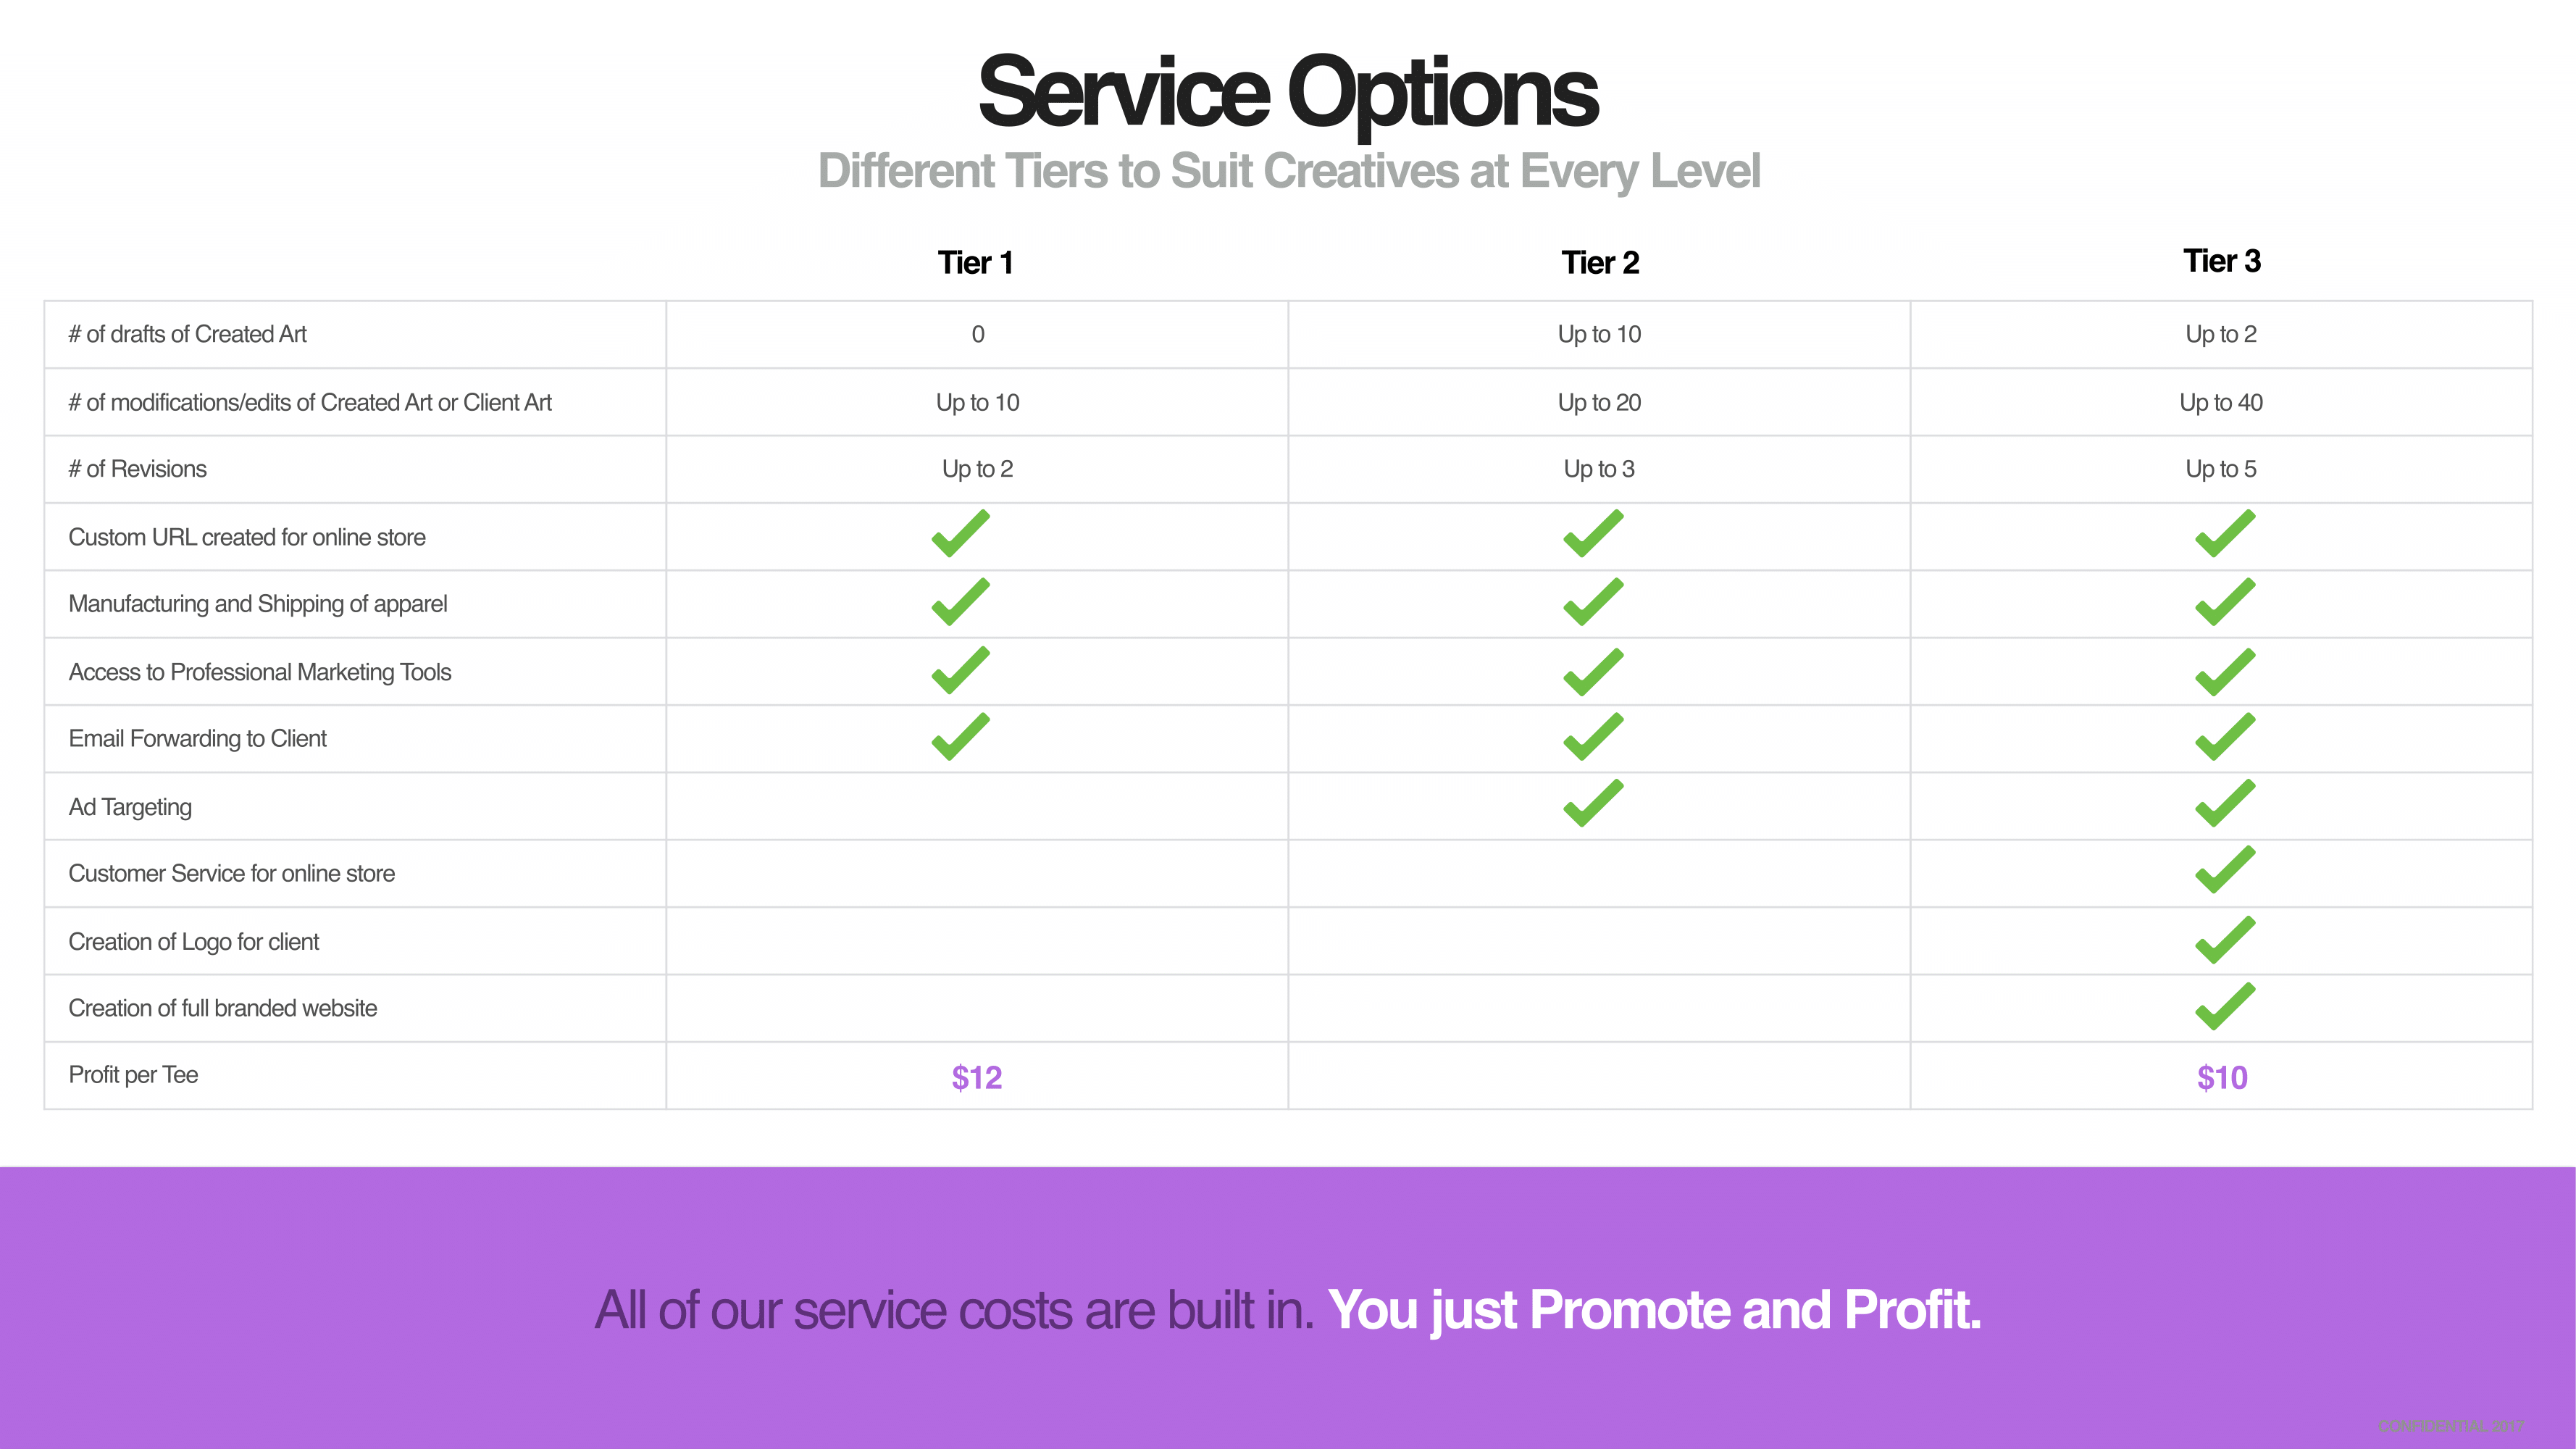 Service Options
Different Tiers to Suit Creatives at Every Level
Tier 1 Tier 2 Tier 3
# of drafts of Created Art 0 Up to 10 Up to 2
# of modifications/edits of Created Art or Client Art Up to 10 Up to 20 Up to 40
# of Revisions Up to 2 Up to 3 Up to 5
Custom URL created for online store
Manufacturing and Shipping of apparel
Access to Professional Marketing Tools
Email Forwarding to Client
Ad Targeting
Customer Service for online store
Creation of Logo for client
Creation of full branded website
Profit per Tee $12 $10
All of our service costs are built in. You just Promote and Profit.
CONFIDENTIAL 2017